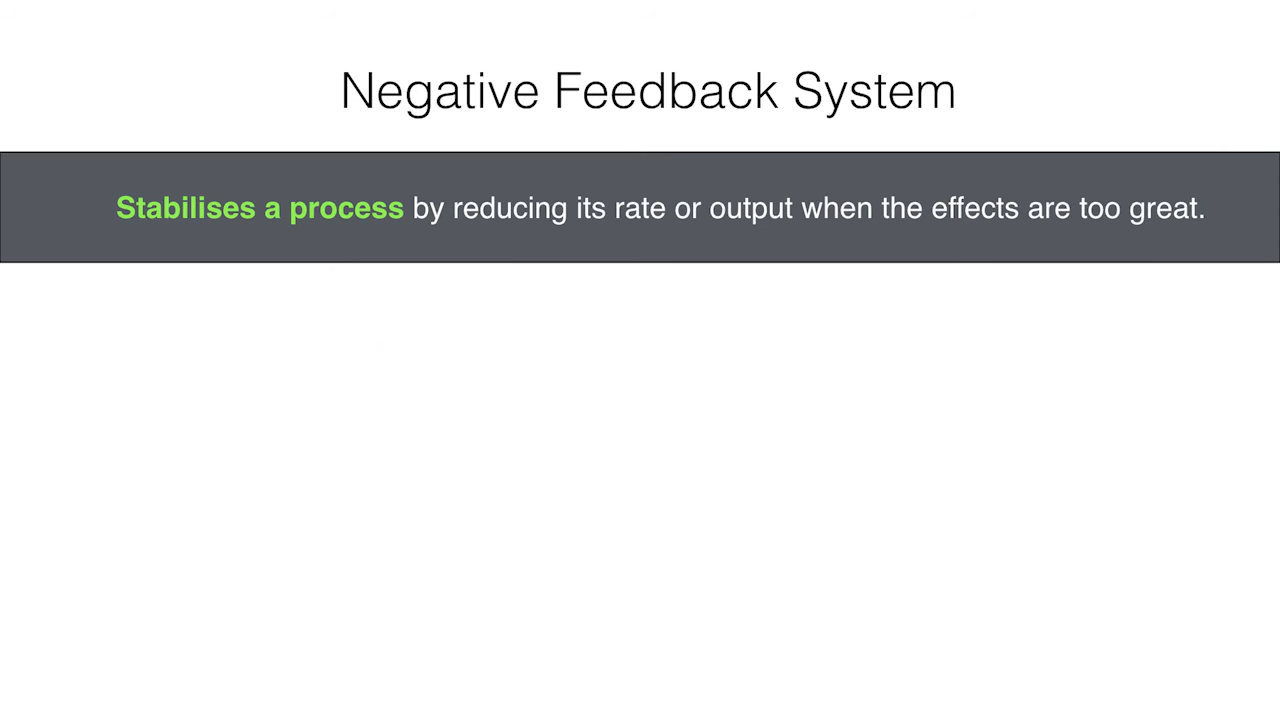 Negative Feedback System
Stabilises a process by reducing its rate or output when the effects are too great.